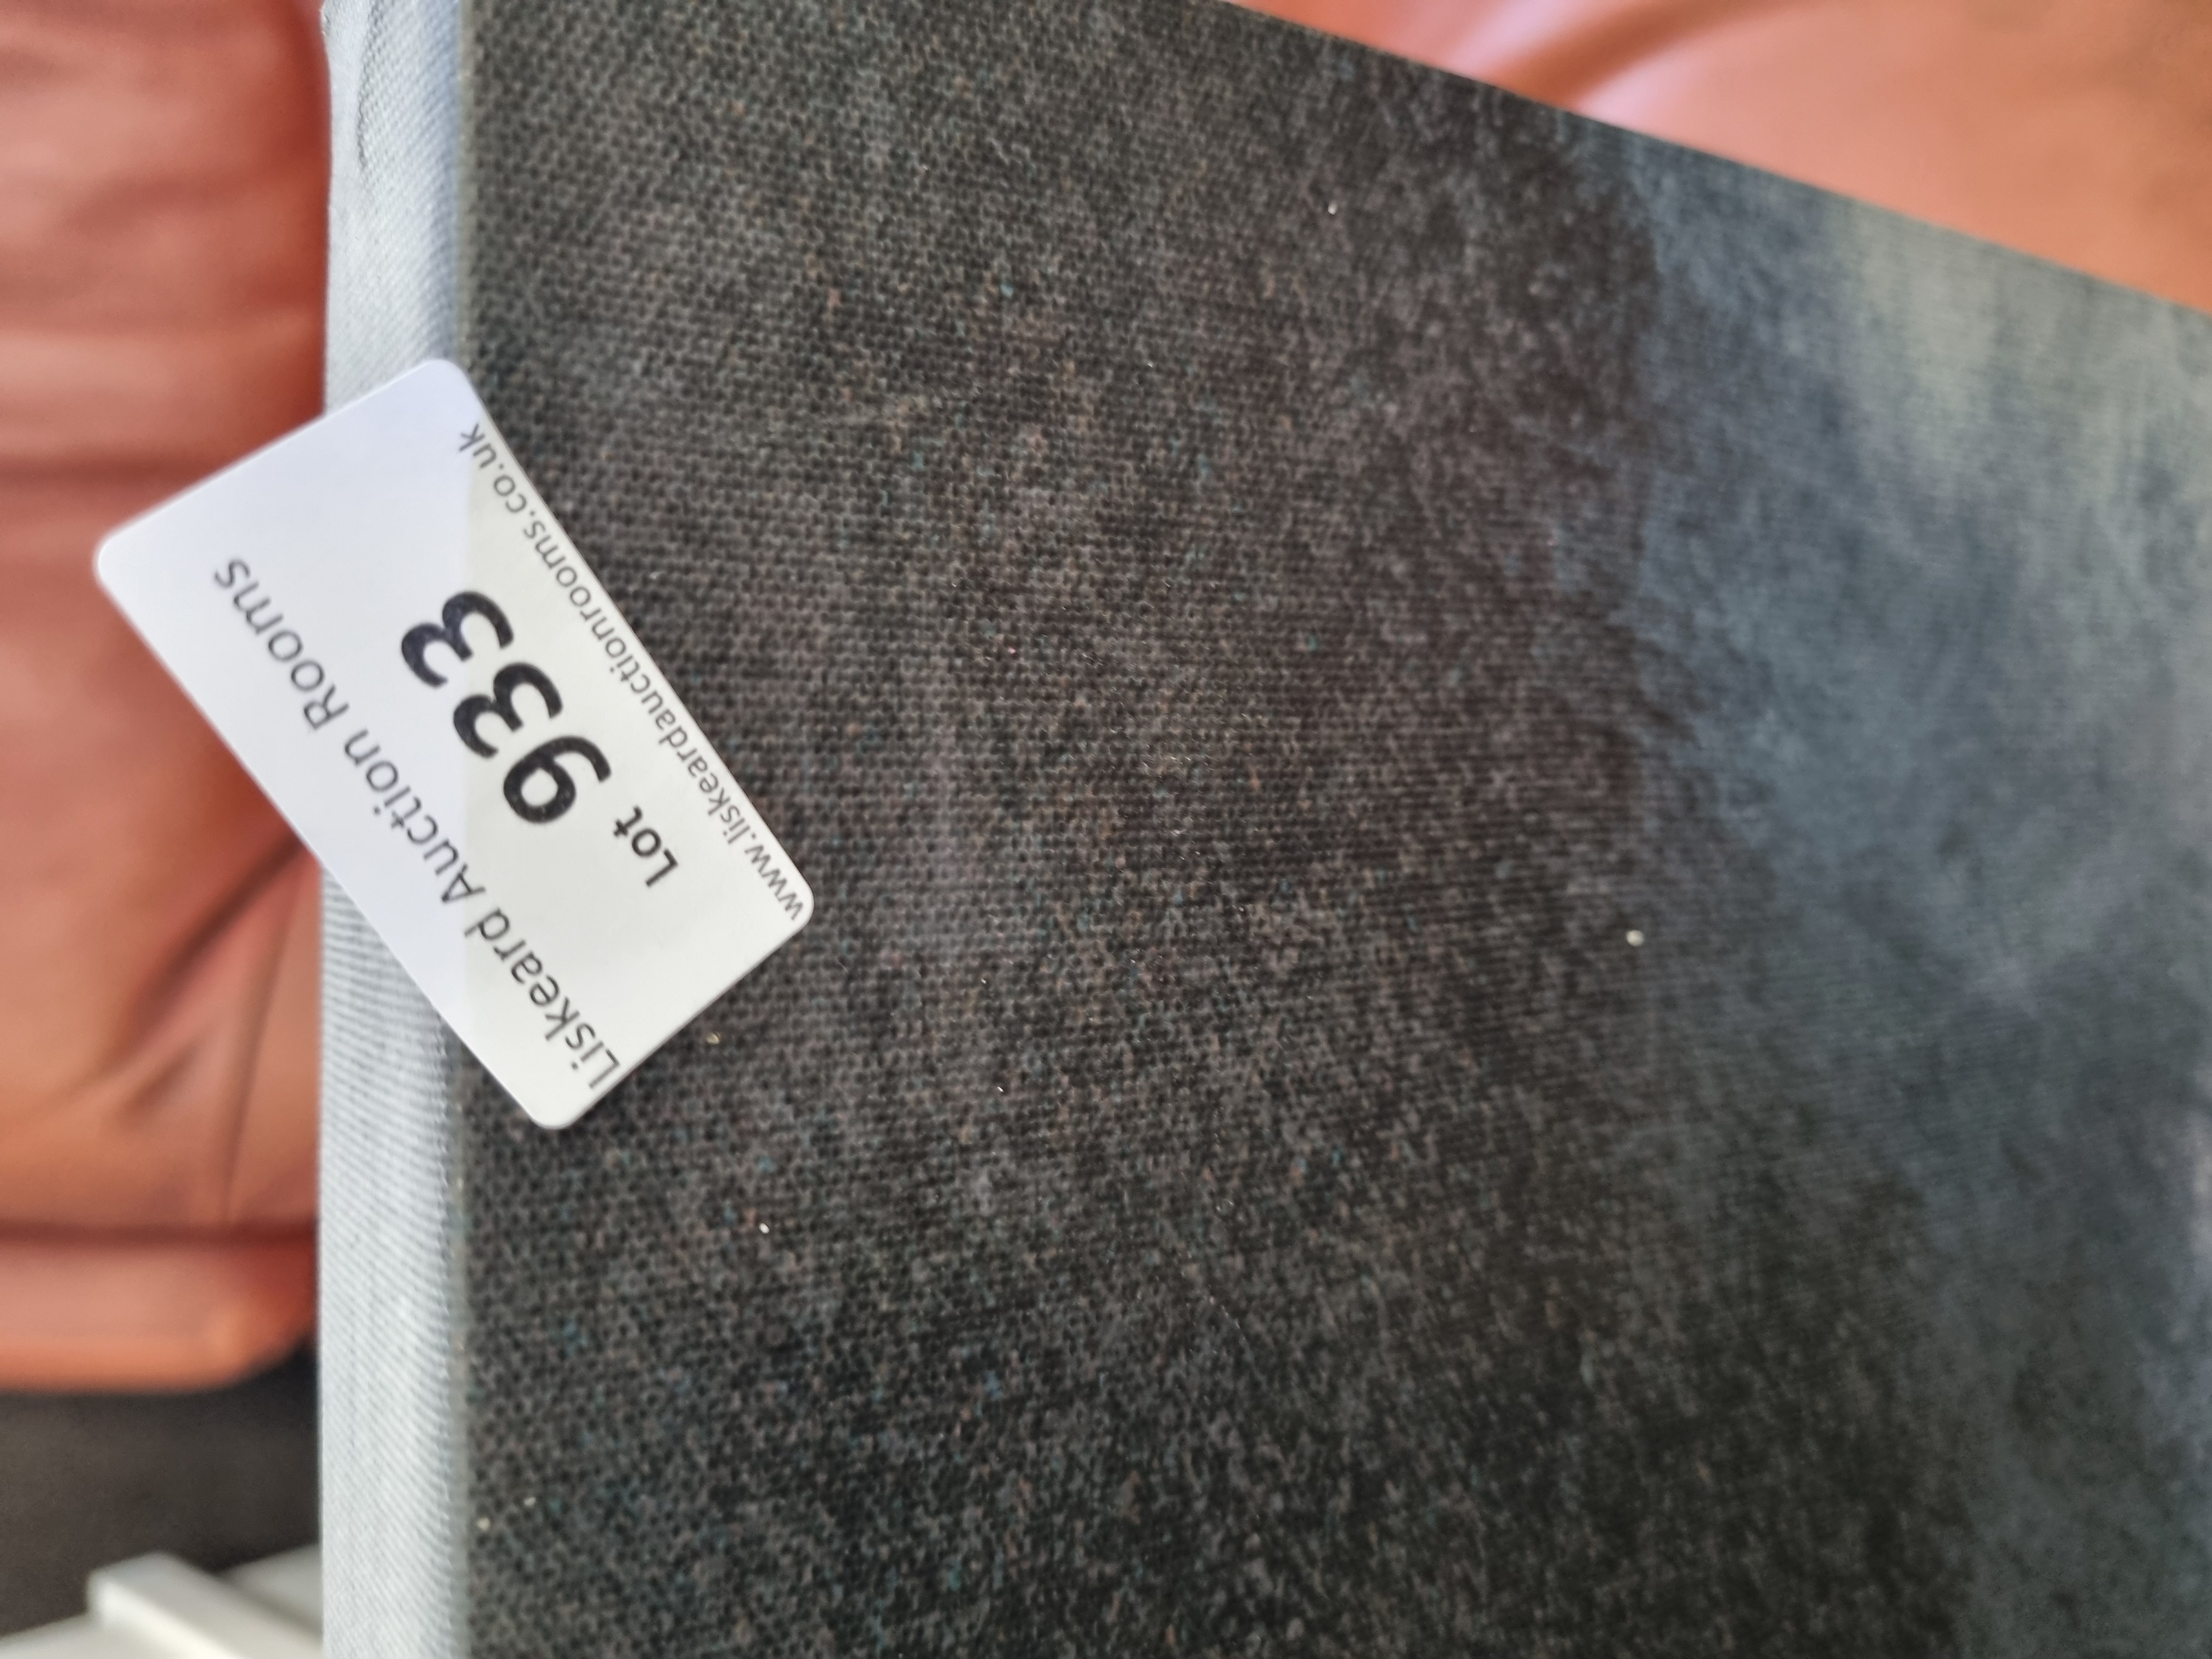 Liskeard Auction Rooms
Lot 933
www.liskeardauctionrooms.co.uk